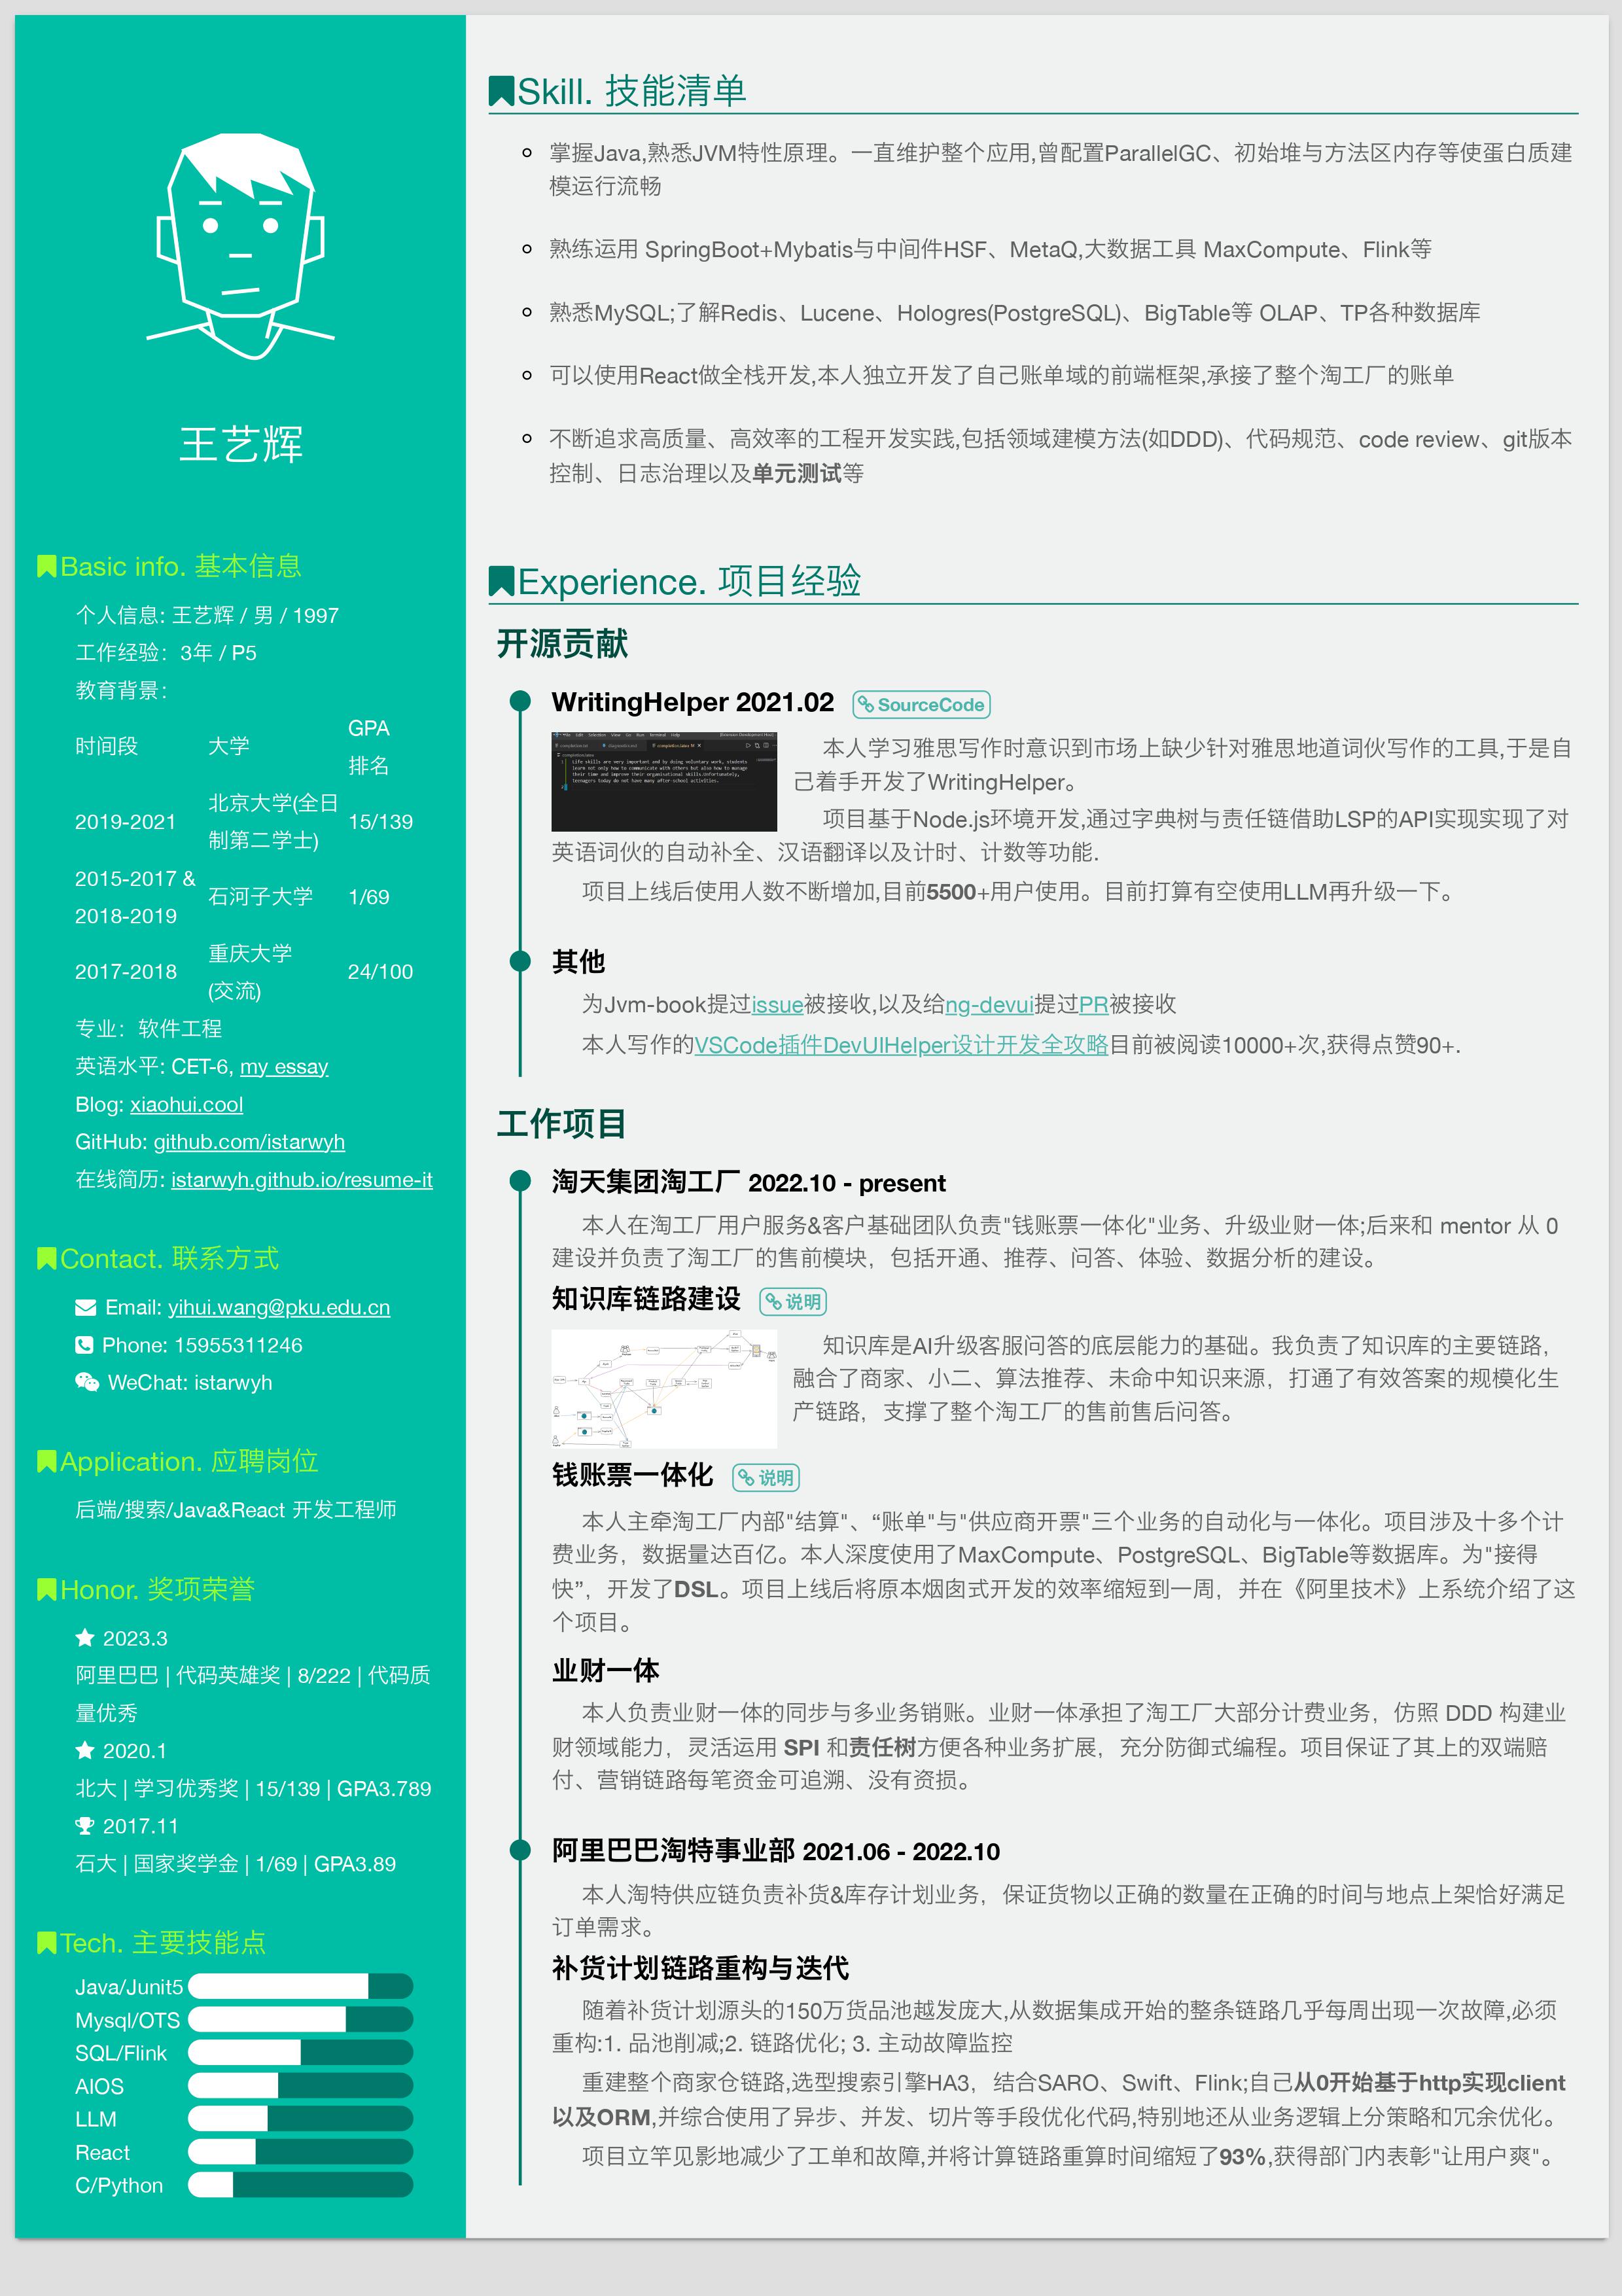 王艺辉
Basic info. 基本信息
个人信息: 王艺辉 / 男 / 1997
工作经验：3年 / P5
教育背景：
时间段 大学 GPA
排名
2019-2021 北京大学(全日
制第二学士) 15/139
2015-2017 &
2018-2019 石河子大学 1/69
2017-2018 重庆大学
(交流) 24/100
专业：软件工程
英语水平: CET-6, my essay
Blog: xiaohui.cool
GitHub: github.com/istarwyh
在线简历: istarwyh.github.io/resume-it
Contact. 联系方式
Email: yihui.wang@pku.edu.cn
Phone: 15955311246
WeChat: istarwyh
Application. 应聘岗位
后端/搜索/Java&React 开发工程师
Honor. 奖项荣誉
2023.3
阿里巴巴 | 代码英雄奖 | 8/222 | 代码质
量优秀
2020.1
北大 | 学习优秀奖 | 15/139 | GPA3.789
2017.11
石大 | 国家奖学金 | 1/69 | GPA3.89
Tech. 主要技能点
Java/Junit5
Mysql/OTS
SQL/Flink
AIOS
LLM
React
C/Python
Skill. 技能清单
掌握Java,熟悉JVM特性原理。一直维护整个应用,曾配置ParallelGC、初始堆与方法区内存等使蛋白质建
模运行流畅
熟练运用 SpringBoot+Mybatis与中间件HSF、MetaQ,大数据工具 MaxCompute、Flink等
熟悉MySQL;了解Redis、Lucene、Hologres(PostgreSQL)、BigTable等 OLAP、TP各种数据库
可以使用React做全栈开发,本人独立开发了自己账单域的前端框架,承接了整个淘工厂的账单
不断追求高质量、高效率的工程开发实践,包括领域建模方法(如DDD)、代码规范、code review、git版本
控制、日志治理以及单元测试等
Experience. 项目经验
开源贡献
WritingHelper 2021.02 SourceCode
Life skills are very important and by doing voluntary work, students
learn not only how to communicate with others but also how to manage
their time and improve their organisational skills.Unfortunately,
teenagers today do not have many after-school activities.
本人学习雅思写作时意识到市场上缺少针对雅思地道词伙写作的工具,于是自
己着手开发了WritingHelper。
项目基于Node.js环境开发,通过字典树与责任链借助LSP的API实现实现了对
英语词伙的自动补全、汉语翻译以及计时、计数等功能.
项目上线后使用人数不断增加,目前5500+用户使用。目前打算有空使用LLM再升级一下。
其他
为Jvm-book提过issue被接收,以及给ng-devui提过PR被接收
本人写作的VSCode插件DevUIHelper设计开发全攻略目前被阅读10000+次,获得点赞90+.
工作项目
淘天集团淘工厂 2022.10 - present
本人在淘工厂用户服务&客户基础团队负责"钱账票一体化"业务、升级业财一体;后来和 mentor 从 0
建设并负责了淘工厂的售前模块，包括开通、推荐、问答、体验、数据分析的建设。
知识库链路建设 说明
知识库是AI升级客服问答的底层能力的基础。我负责了知识库的主要链路，
融合了商家、小二、算法推荐、未命中知识来源，打通了有效答案的规模化生
产链路，支撑了整个淘工厂的售前售后问答。
钱账票一体化 说明
本人主牵淘工厂内部"结算"、“账单"与"供应商开票"三个业务的自动化与一体化。项目涉及十多个计
费业务，数据量达百亿。本人深度使用了MaxCompute、PostgreSQL、BigTable等数据库。为"接得
快”，开发了DSL。项目上线后将原本烟囱式开发的效率缩短到一周，并在《阿里技术》上系统介绍了这
个项目。
业财一体
本人负责业财一体的同步与多业务销账。业财一体承担了淘工厂大部分计费业务，仿照 DDD 构建业
财领域能力，灵活运用 SPI 和责任树方便各种业务扩展，充分防御式编程。项目保证了其上的双端赔
付、营销链路每笔资金可追溯、没有资损。
阿里巴巴淘特事业部 2021.06 - 2022.10
本人淘特供应链负责补货&库存计划业务，保证货物以正确的数量在正确的时间与地点上架恰好满足
订单需求。
补货计划链路重构与迭代
随着补货计划源头的150万货品池越发庞大,从数据集成开始的整条链路几乎每周出现一次故障,必须
重构:1. 品池削减;2. 链路优化; 3. 主动故障监控
重建整个商家仓链路,选型搜索引擎HA3，结合SARO、Swift、Flink;自己从0开始基于http实现client
以及ORM,并综合使用了异步、并发、切片等手段优化代码,特别地还从业务逻辑上分策略和冗余优化。
项目立竿见影地减少了工单和故障,并将计算链路重算时间缩短了93%,获得部门内表彰"让用户爽"。